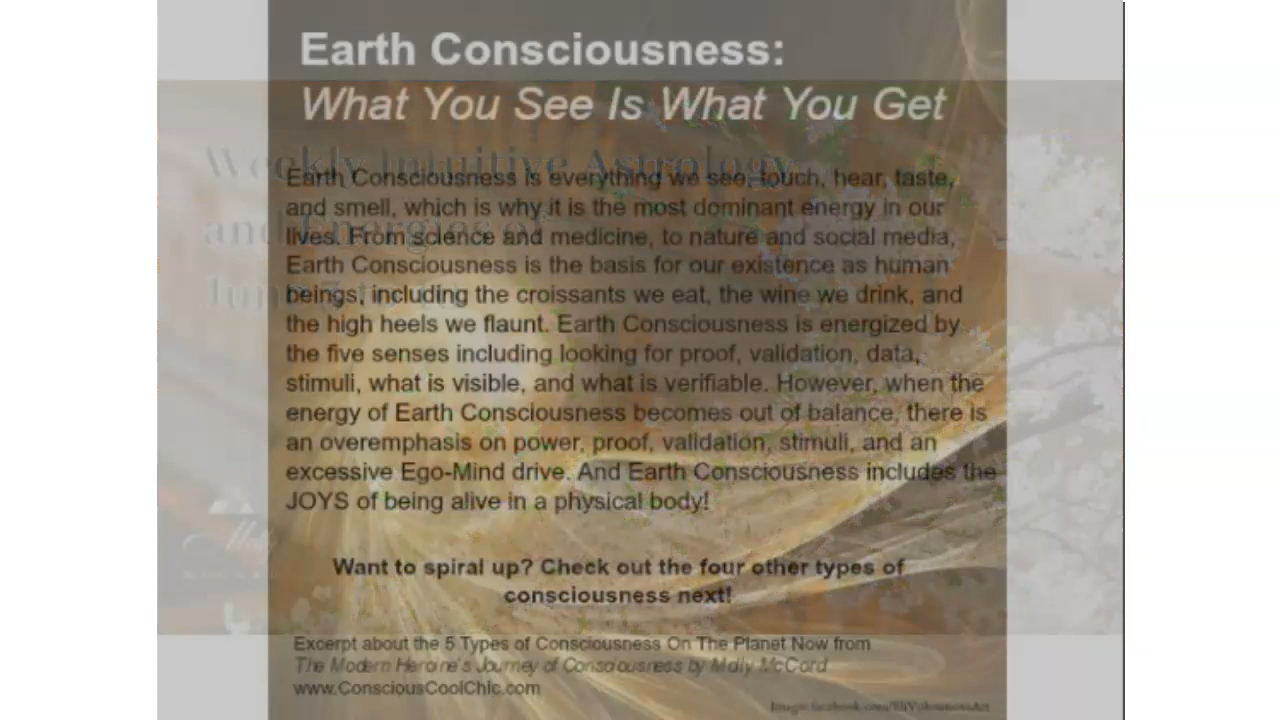 Earth Consciousness:
What You See Is What You Get
Weekly Intuitive Astrology
and Energies of
Earth Consciousness is everything we see, touch, hear, taste,
and smell, which is why it is the most dominant energy in our
lives. From science and medicine, to nature and social media,
Earth Consciousness is the basis for our existence as human
beings, including the croissants we eat, the wine we drink, and
the high heels we flaunt. Earth Consciousness is energized by
the five senses including looking for proof, validation, data,
stimuli, what is visible, and what is verifiable. However, when the
energy of Earth Consciousness becomes out of balance, there is
an overemphasis on power, proof, validation, stimuli, and an
excessive Ego-Mind drive. And Earth Consciousness includes the
JOYS of being alive in a physical body!
Want to spiral up? Check out the four other types of
consciousness next!
Excerpt about the 5 Types of Consciousness On The Planet Now from
The Modern Heroine's Journey of Consciousness by Molly McCord
www.ConsciousCoolChic.com